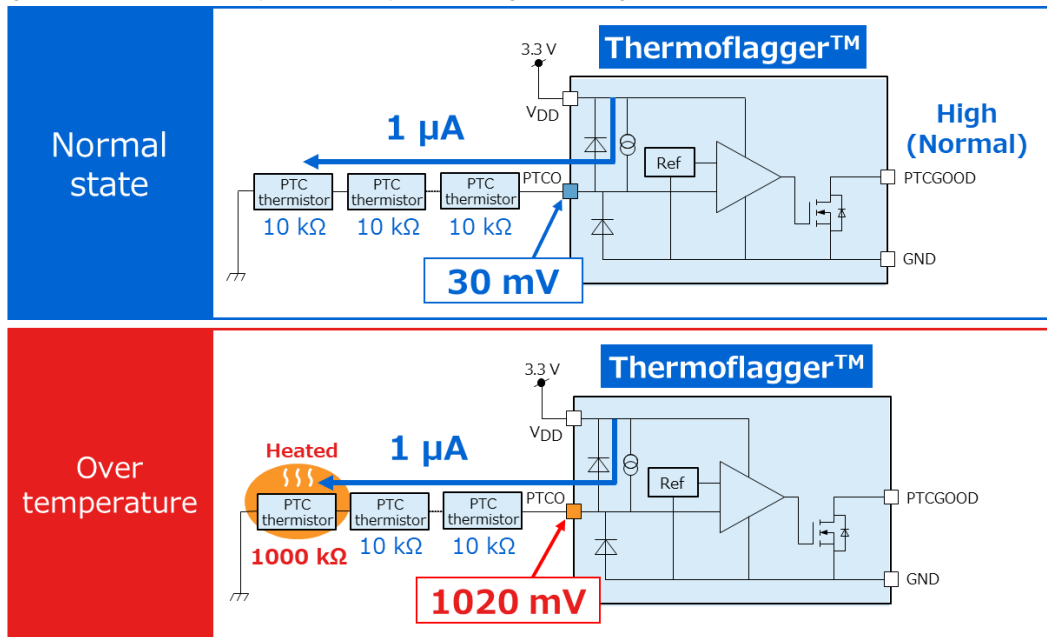 Normal
state
Thermoflagger™
3.3 V
VDD
1 µA
High
(Normal)
Ref
PTC
thermistor
PTC
thermistor
PTC
thermistor
PTCO
PTCGOOD
10 kΩ
10 kΩ
10 kΩ
GND
30 mV
Over
temperature
Thermoflagger™
3.3 V
VDD
Heated
1 µA
Ref
PTC
thermistor
PTC
thermistor
PTC
thermistor
PTCO
PTCGOOD
1000 kΩ
10 kΩ
10 kΩ
GND
1020 mV